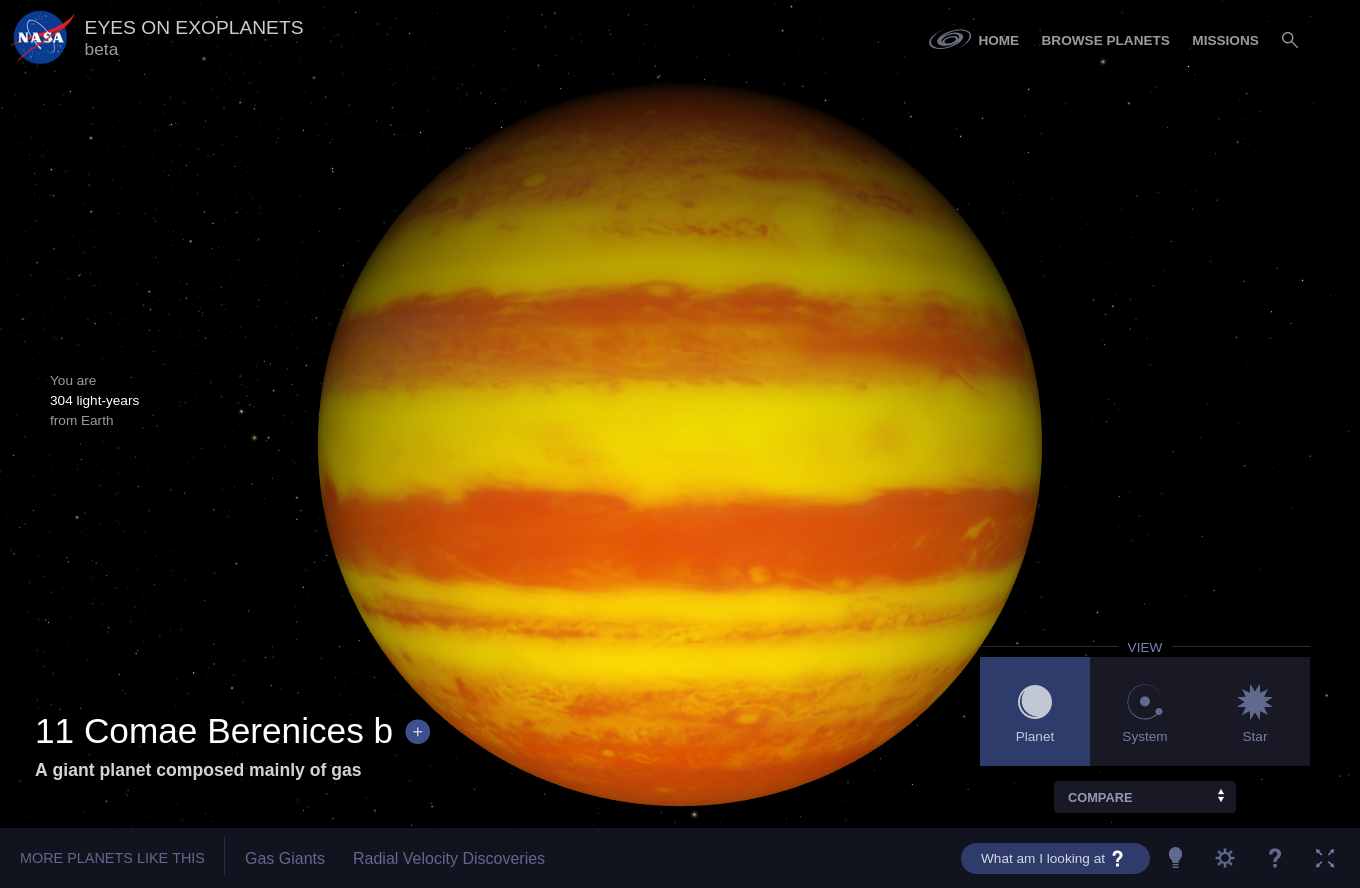 NASA
EYES ON EXOPLANETS
beta
HOME
BROWSE PLANETS
MISSIONS
You are
304 light-years
from Earth
11 Comae Berenices b +
A giant planet composed mainly of gas
VIEW
Planet
System
Star
COMPARE
MORE PLANETS LIKE THIS
Gas Giants
Radial Velocity Discoveries
What am I looking at ?
?